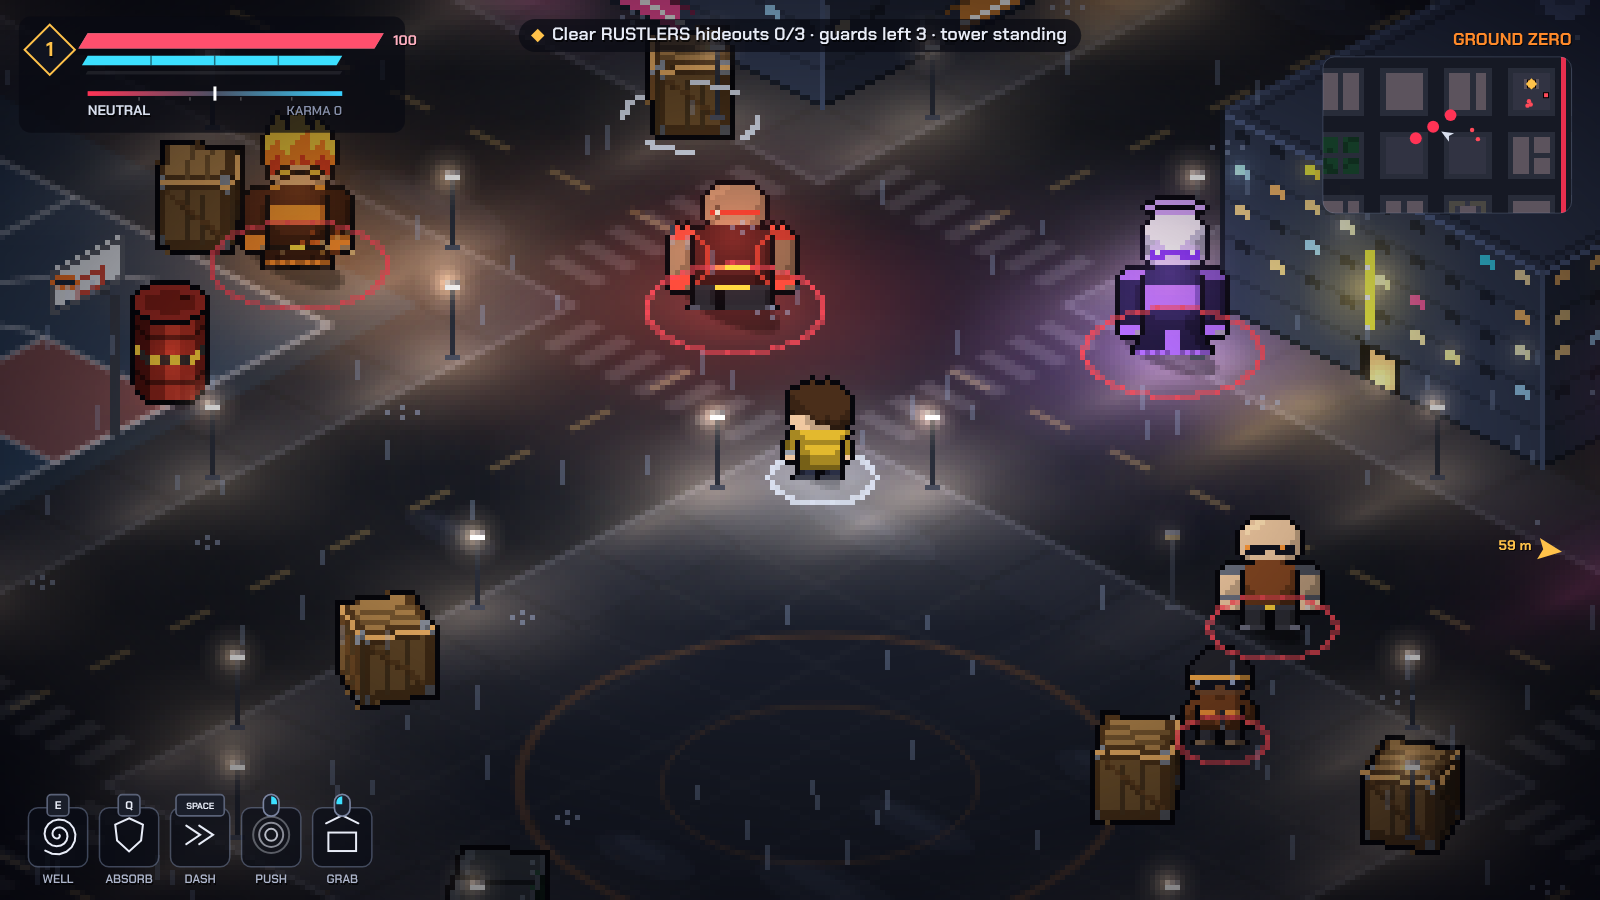 1
100
NEUTRAL
KARMA 0
Clear RUSTLERS hideouts 0/3 · guards left 3 · tower standing
GROUND ZERO
59 m
E
Q
SPACE
WELL
ABSORB
DASH
PUSH
GRAB